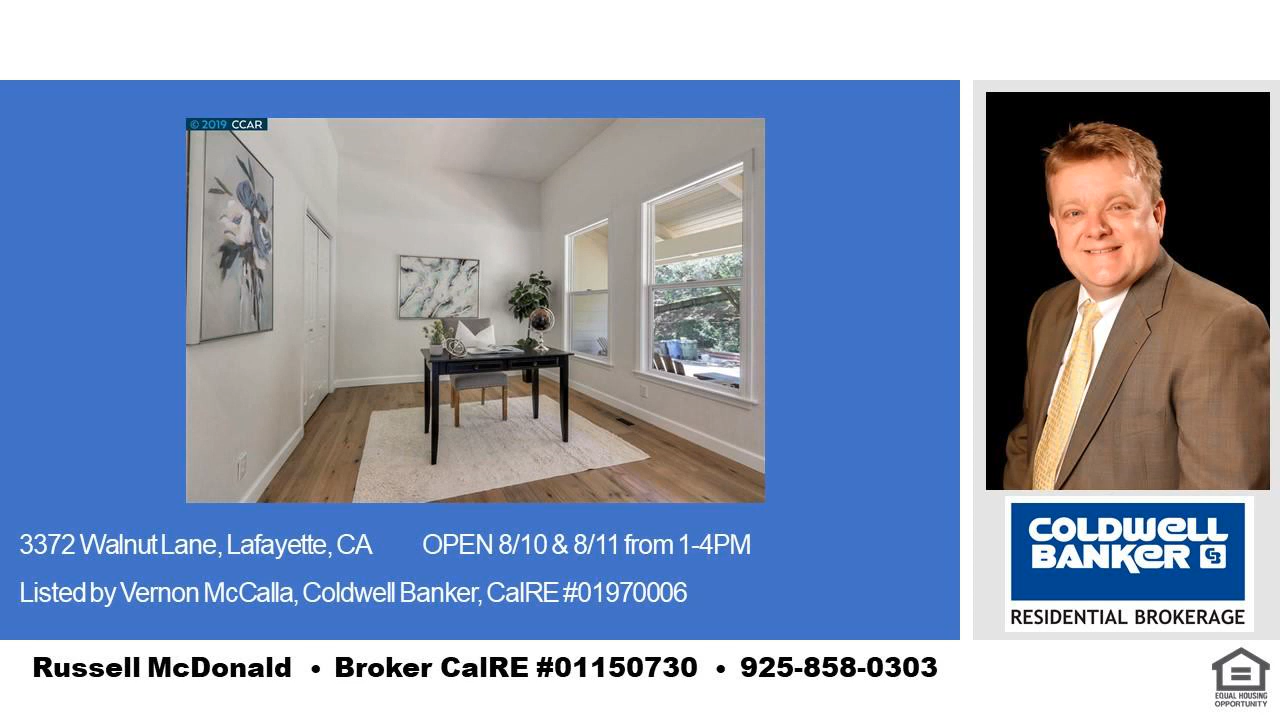 © 2019 CCAR
3372 Walnut Lane, Lafayette, CA OPEN 8/10 & 8/11 from 1-4PM
Listed by Vernon McCalla, Coldwell Banker, CalRE #01970006
COLDWELL
BANKER CB
RESIDENTIAL BROKERAGE
Russell McDonald • Broker CalRE #01150730 • 925-858-0303
EQUAL HOUSING
OPPORTUNITY